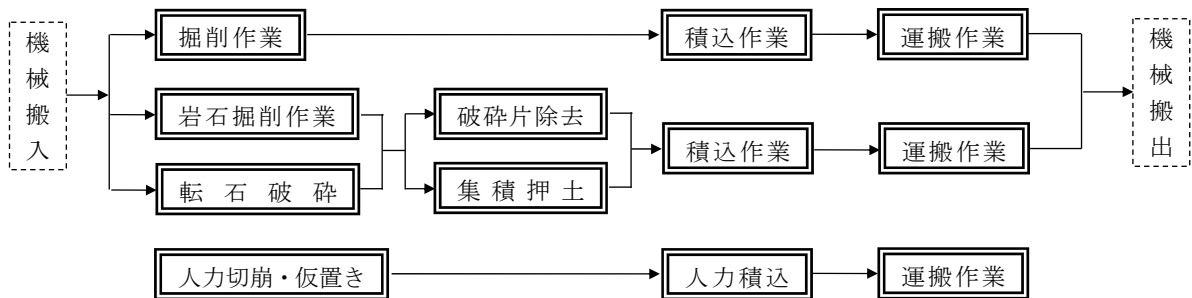 機械搬入
掘削作業
積込作業
運搬作業
機械搬出
岩石掘削作業
破砕片除去
積込作業
運搬作業
転石破砕
集積押土
人力切崩・仮置き
人力積込
運搬作業